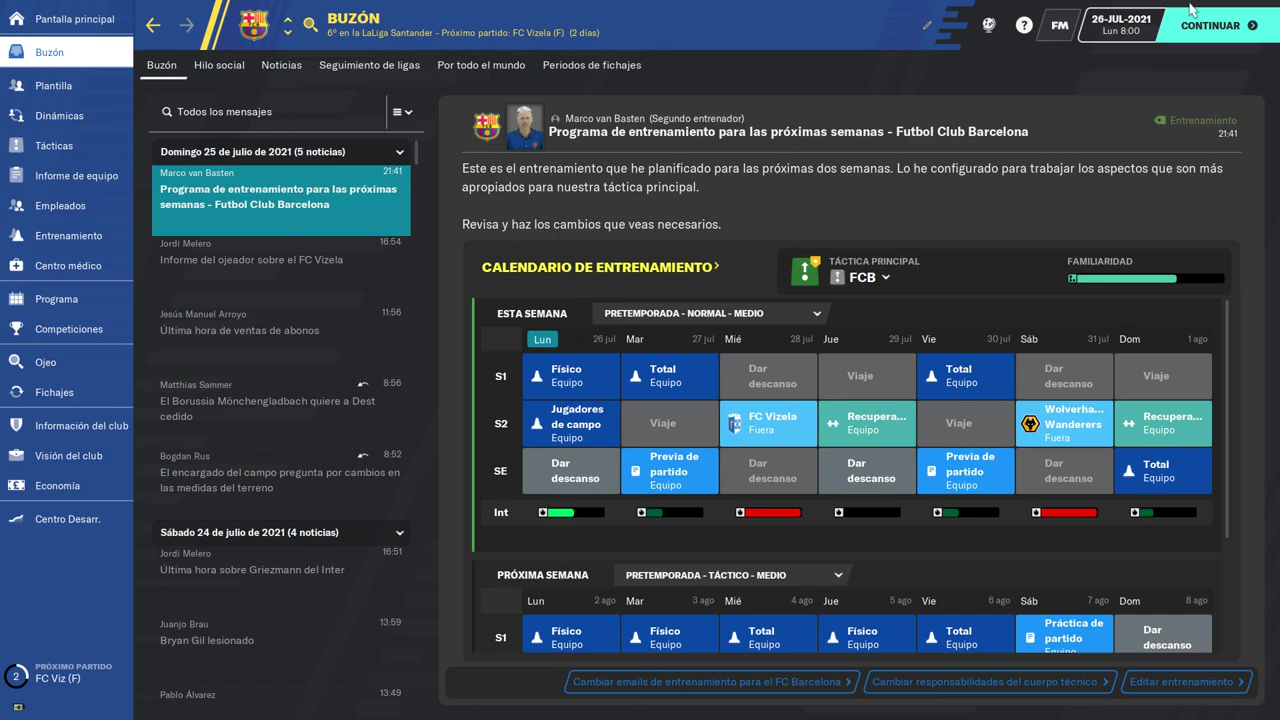 Pantalla principal
Buzón
Plantilla
Dinámicas
Tácticas
Informe de equipo
Empleados
Entrenamiento
Centro médico
Programa
Competiciones
Ojeo
Fichajes
Información del club
Visión del club
Economía
Centro Desarr.
PRÓXIMO PARTIDO
2
FC Viz (F)
BUZÓN
6º en la LaLiga Santander - Próximo partido: FC Vizela (F) (2 días)
?
FM
26-JUL-2021
Lun 8:00
CONTINUAR
Buzón
Hilo social
Noticias
Seguimiento de ligas
Por todo el mundo
Periodos de fichajes
Todos los mensajes
Domingo 25 de julio de 2021 (5 noticias)
Marco van Basten 21:41
Programa de entrenamiento para las próximas
semanas - Futbol Club Barcelona
Jordi Melero 16:54
Informe del ojeador sobre el FC Vizela
Jesús Manuel Arroyo 11:56
Última hora de ventas de abonos
Matthias Sammer 8:56
El Borussia Mönchengladbach quiere a Dest
cedido
Bogdan Rus 8:52
El encargado del campo pregunta por cambios en
las medidas del terreno
Sábado 24 de julio de 2021 (4 noticias)
Jordi Melero 16:51
Última hora sobre Griezmann del Inter
Juanjo Brau 13:59
Bryan Gil lesionado
Pablo Álvarez 13:49
Marco van Basten (Segundo entrenador)
Programa de entrenamiento para las próximas semanas - Futbol Club Barcelona
Entrenamiento
21:41
Este es el entrenamiento que he planificado para las próximas dos semanas. Lo he configurado para trabajar los aspectos que son más
apropiados para nuestra táctica principal.
Revisa y haz los cambios que veas necesarios.
CALENDARIO DE ENTRENAMIENTO
TÁCTICA PRINCIPAL
FCB
FAMILIARIDAD
ESTA SEMANA
PRETEMPORADA - NORMAL - MEDIO
Lun 26 jul Mar 27 jul Mié 28 jul Jue 29 jul Vie 30 jul Sáb 31 jul Dom 1 ago
S1
Físico
Equipo
Total
Equipo
Dar
descanso
Viaje
Total
Equipo
Dar
descanso
Viaje
S2
Jugadores
de campo
Equipo
Viaje
FC Vizela
Fuera
Recupera...
Equipo
Viaje
Wolverha...
Wanderers
Fuera
Recupera...
Equipo
SE
Dar
descanso
Previa de
partido
Equipo
Dar
descanso
Dar
descanso
Previa de
partido
Equipo
Dar
descanso
Total
Equipo
Int
PRÓXIMA SEMANA
PRETEMPORADA - TÁCTICO - MEDIO
Lun 2 ago Mar 3 ago Mié 4 ago Jue 5 ago Vie 6 ago Sáb 7 ago Dom 8 ago
S1
Físico
Equipo
Físico
Equipo
Total
Equipo
Físico
Equipo
Total
Equipo
Práctica de
partido
Equipo
Dar
descanso
Cambiar emails de entrenamiento para el FC Barcelona
Cambiar responsabilidades del cuerpo técnico
Editar entrenamiento